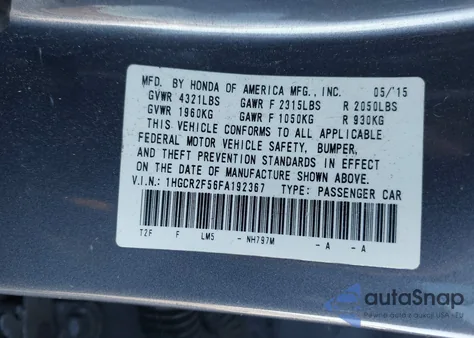 MFD. BY HONDA OF AMERICA MFG., INC. 05/'15
GVWR 4321LBS GAWR F 2315LBS R 2050LBS
GVWR 1960KG GAWR F 1050KG R 930KG
THIS VEHICLE CONFORMS TO ALL APPLICABLE
FEDERAL MOTOR VEHICLE SAFETY, BUMPER,
AND THEFT PREVENTION STANDARDS IN EFFECT
ON THE DATE OF MANUFACTURE SHOWN ABOVE.
V.I.N.: 1HGCR2F56FA192367 TYPE: PASSENGER CAR
T2F F LM5 - NH797M - A - A
autoSnap